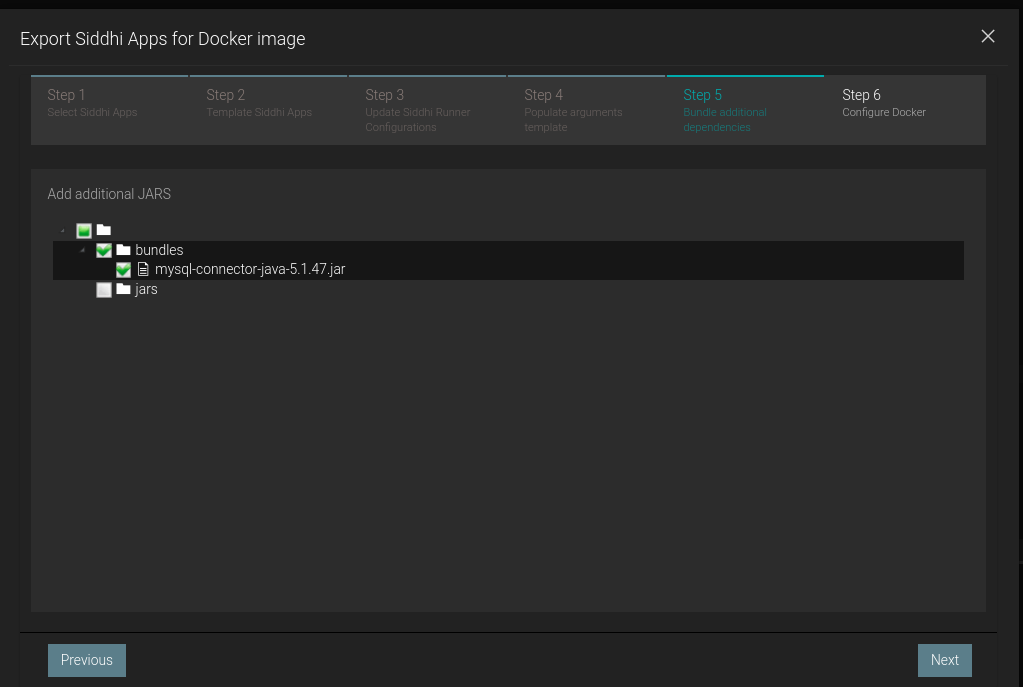 Export Siddhi Apps for Docker image
Step 1
Select Siddhi Apps
Step 2
Template Siddhi Apps
Step 3
Update Siddhi Runner
Configurations
Step 4
Populate arguments
template
Step 5
Bundle additional
dependencies
Step 6
Configure Docker
Add additional JARS
bundles
mysql-connector-java-5.1.47.jar
jars
Previous
Next